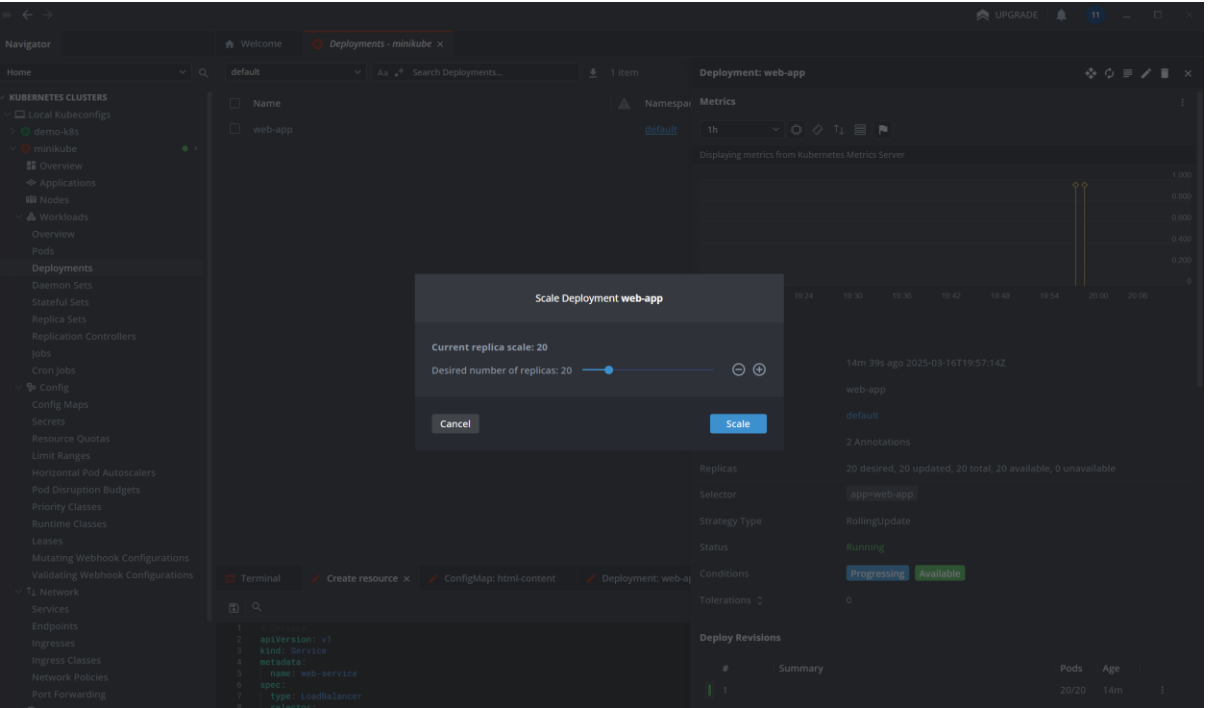 UPGRADE
11
Navigator
Welcome
Deployments - minikube
Home
default
Aa
Search Deployments...
1 item
Deployment: web-app
KUBERNETES CLUSTERS
Local Kubeconfigs
demo-k8s
minikube
Overview
Applications
Nodes
Workloads
Overview
Pods
Deployments
Daemon Sets
Stateful Sets
Replica Sets
Replication Controllers
Jobs
Cron Jobs
Config
Config Maps
Secrets
Resource Quotas
Limit Ranges
Horizontal Pod Autoscalers
Pod Disruption Budgets
Priority Classes
Runtime Classes
Leases
Mutating Webhook Configurations
Validating Webhook Configurations
Network
Services
Endpoints
Ingresses
Ingress Classes
Network Policies
Port Forwarding
Name
Namespac
web-app
default
Metrics
1h
Displaying metrics from Kubernetes Metrics Server
1.000
0.800
0.600
0.400
0.200
0
19:24 19:30 19:36 19:42 19:48 19:54 20:00 20:06
Scale Deployment web-app
Current replica scale: 20
Desired number of replicas: 20
Cancel
Scale
14m 39s ago 2025-03-16T19:57:14Z
web-app
default
2 Annotations
Replicas 20 desired, 20 updated, 20 total, 20 available, 0 unavailable
Selector app=web-app
Strategy Type RollingUpdate
Status Running
Conditions Progressing Available
Tolerations 0
Deploy Revisions
# Summary Pods Age
1 20/20 14m
Terminal
Create resource
ConfigMap: html-content
Deployment: web-ap
1
2 apiVersion: v1
3 kind: Service
4 metadata:
5 name: web-service
6 spec:
7 type: LoadBalancer
8 selector: